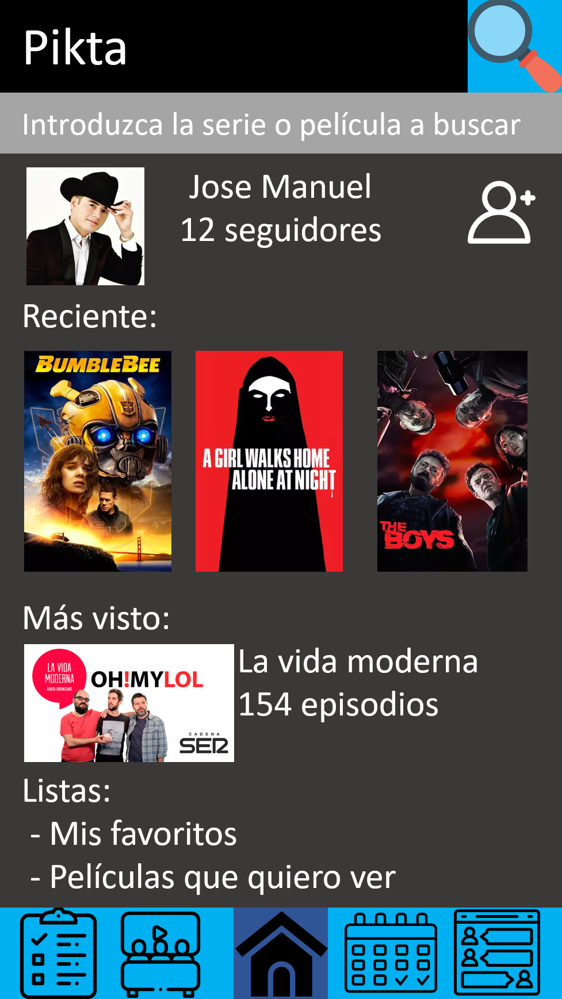 Pikta
Introduzca la serie o película a buscar
Jose Manuel
12 seguidores
Reciente:
BUMBLEBEE
A GIRL WALKS HOME
ALONE AT NIGHT
THE
BOYS
Más visto:
LA VIDA
MODERNA
DAVID BRONCANO
OH!MYLOL
CADENA
SER
La vida moderna
154 episodios
Listas:
- Mis favoritos
- Películas que quiero ver